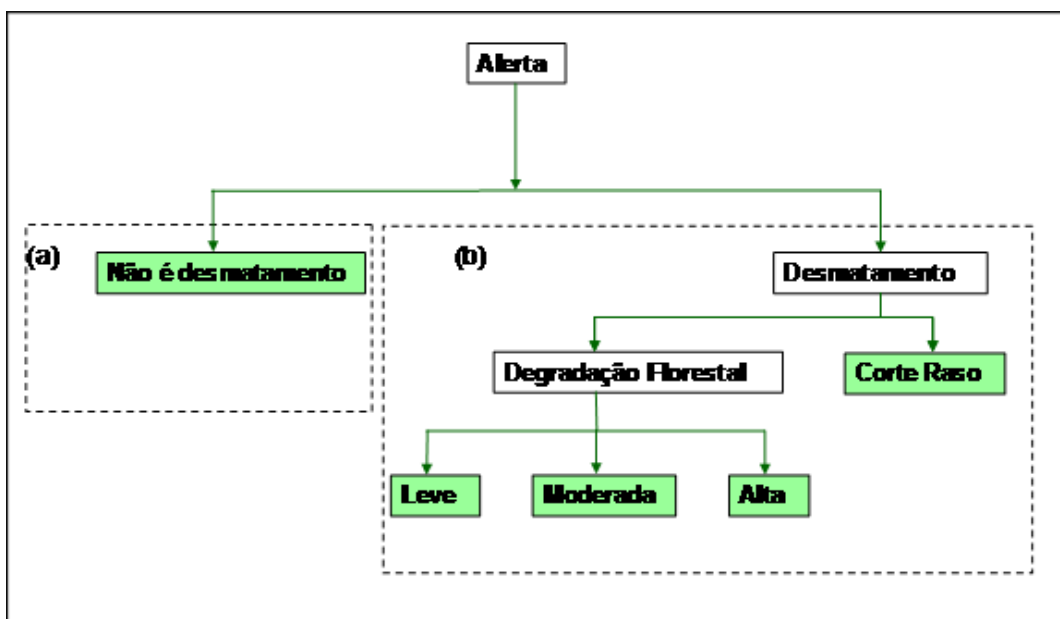 Alerta
(a)
Não é desmatamento
(b)
Desmatamento
Degradação Florestal
Corte Raso
Leve
Moderada
Alta